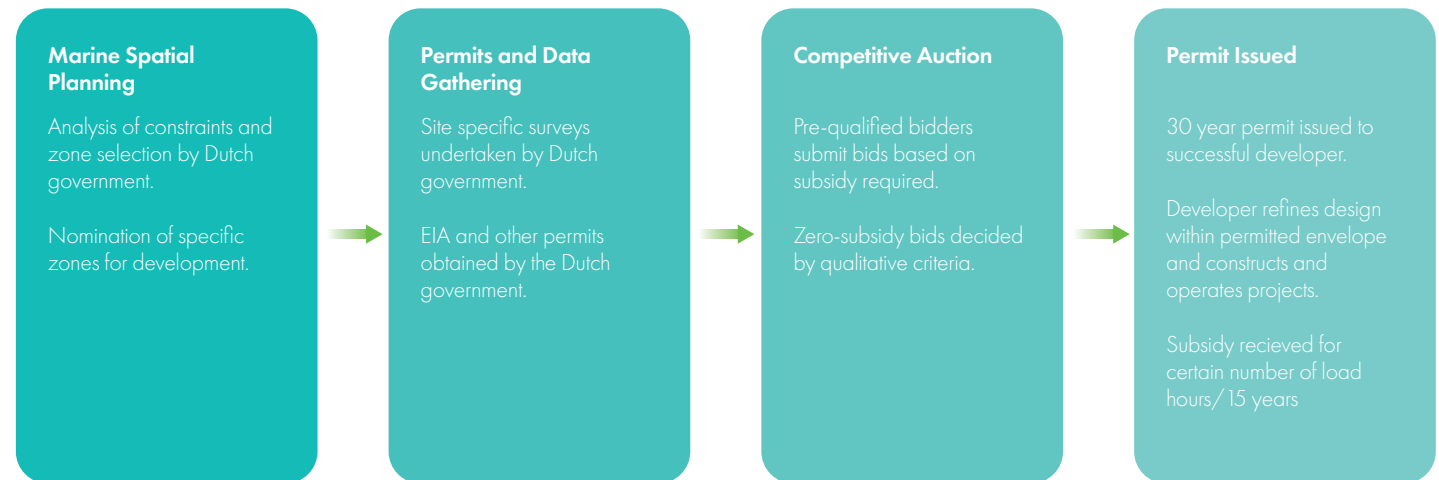 Marine Spatial
Planning
Analysis of constraints and
zone selection by Dutch
government.
Nomination of specific
zones for development.
Permits and Data
Gathering
Site specific surveys
undertaken by Dutch
government.
EIA and other permits
obtained by the Dutch
government.
Competitive Auction
Pre-qualified bidders
submit bids based on
subsidy required.
Zero-subsidy bids decided
by qualitative criteria.
Permit Issued
30 year permit issued to
successful developer.
Developer refines design
within permitted envelope
and constructs and
operates projects.
Subsidy recieved for
certain number of load
hours/15 years